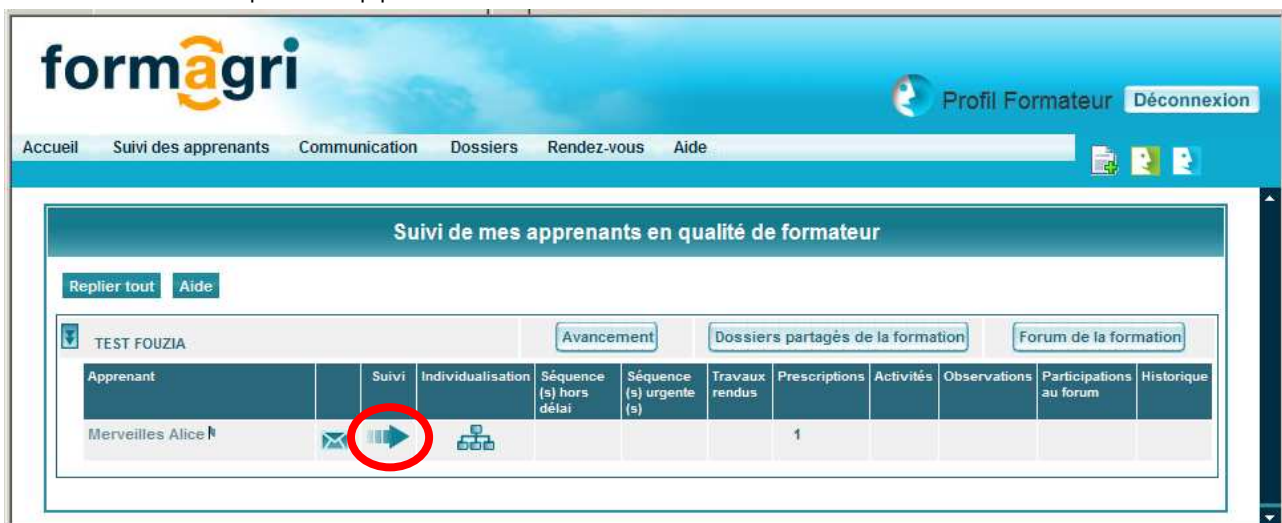 formagri
Profil Formateur Déconnexion
Accueil Suivi des apprenants Communication Dossiers Rendez-vous Aide
Suivi de mes apprenants en qualité de formateur
Replier tout Aide
TEST FOUZIA Avancement Dossiers partagés de la formation Forum de la formation
Apprenant Suivi Individualisation Séquence (s) hors délai Séquence (s) urgente (s) Travaux rendus Prescriptions Activités Observations Participations au forum Historique
Merveilles Alice 1